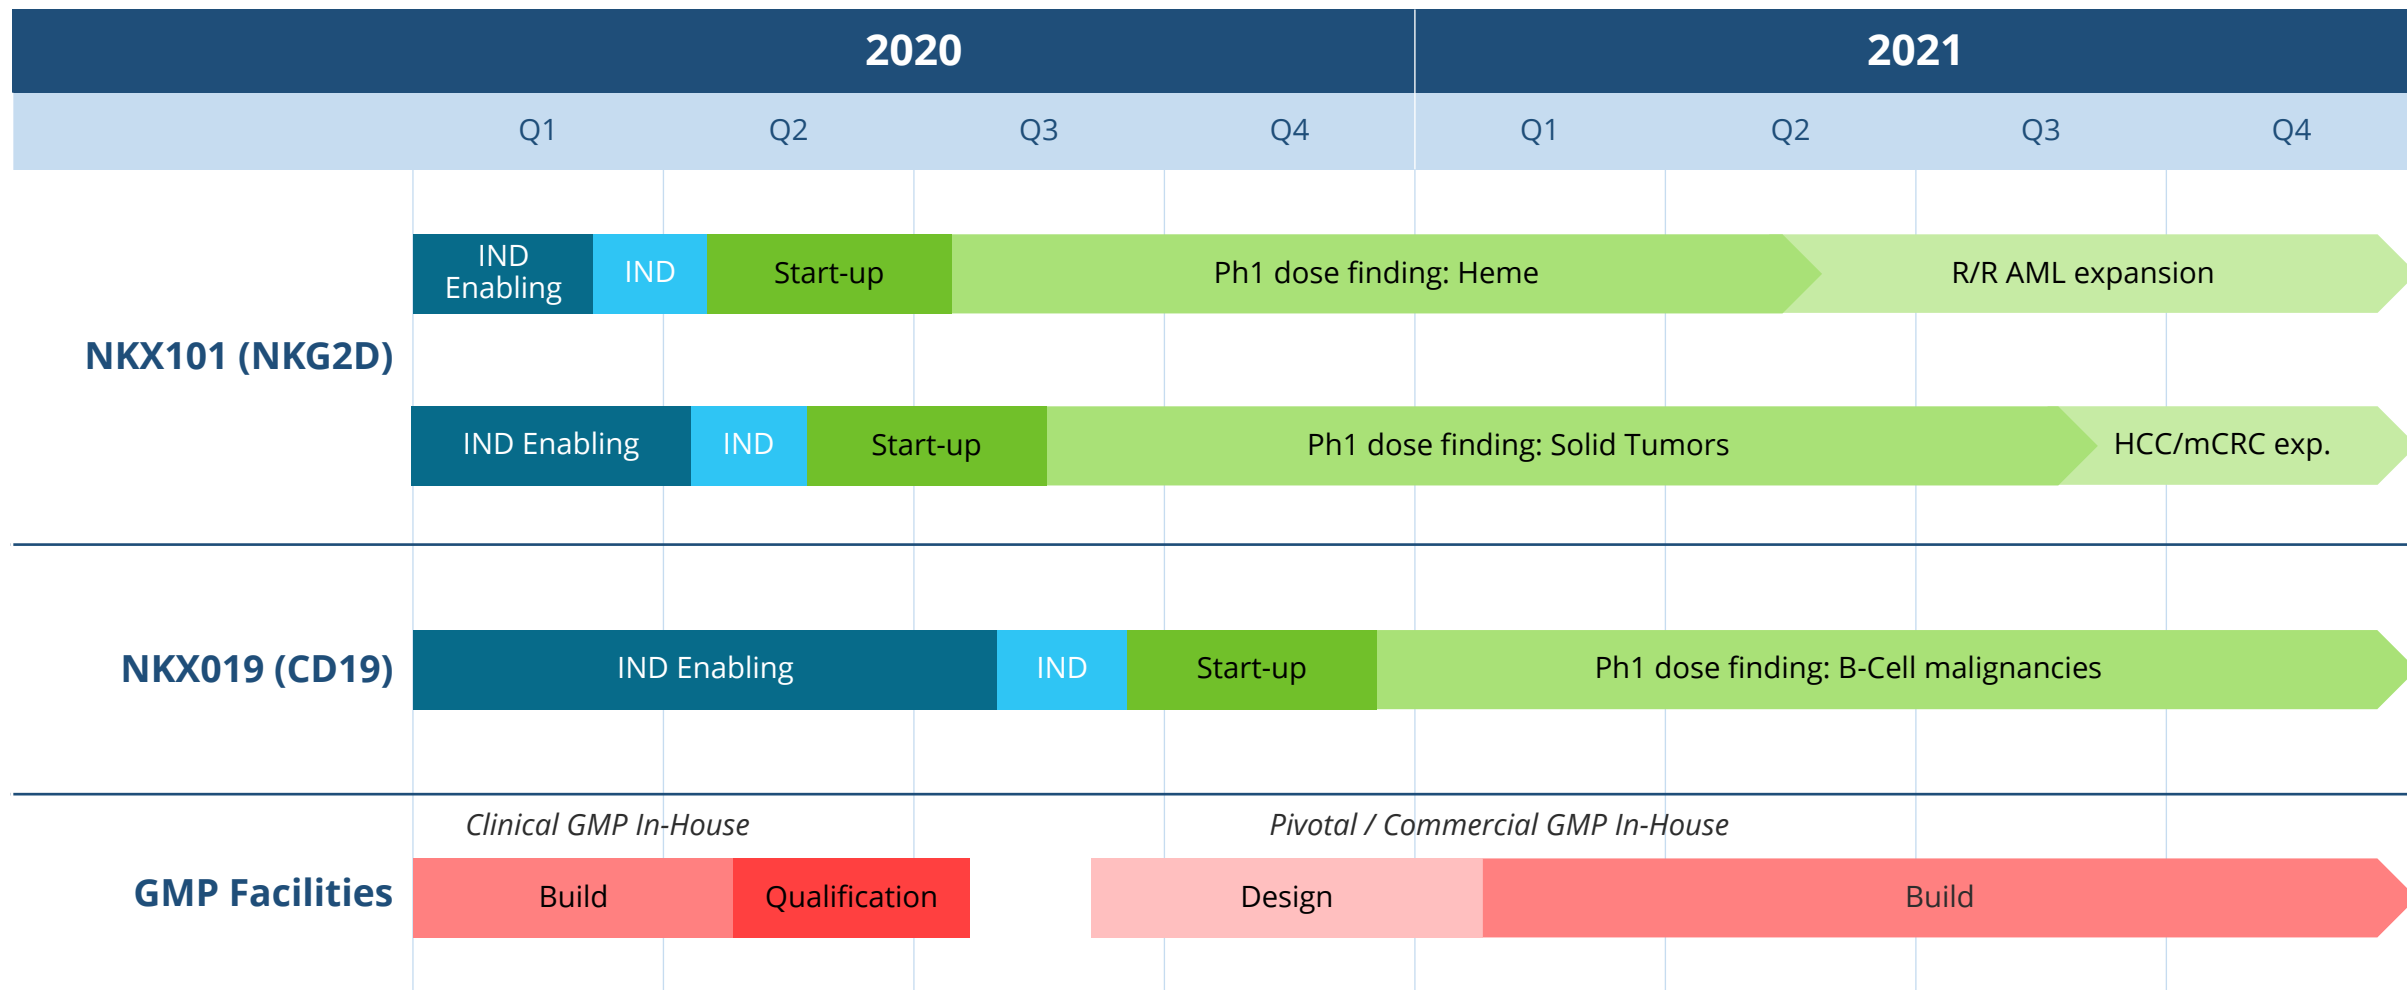 2020 2021
Q1 Q2 Q3 Q4 Q1 Q2 Q3 Q4
NKX101 (NKG2D)
IND
Enabling
IND
Start-up
Ph1 dose finding: Heme
R/R AML expansion
IND Enabling
IND
Start-up
Ph1 dose finding: Solid Tumors
HCC/mCRC exp.
NKX019 (CD19)
IND Enabling
IND
Start-up
Ph1 dose finding: B-Cell malignancies
GMP Facilities
Clinical GMP In-House
Build
Qualification
Pivotal / Commercial GMP In-House
Design
Build